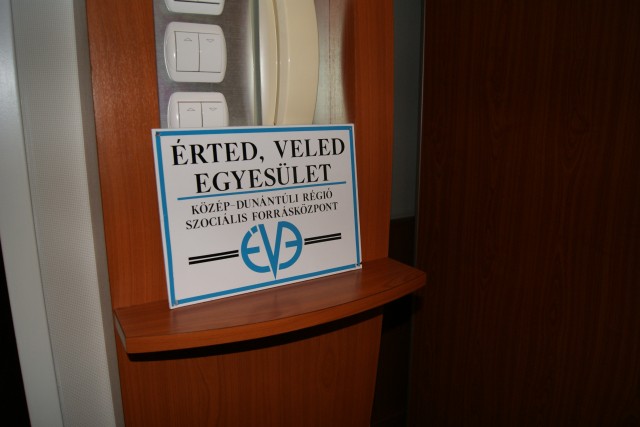 ÉRTED, VELED
EGYESÜLET
KÖZÉP-DUNÁNTÚLI RÉGIÓ
SZOCIÁLIS FORRÁSKÖZPONT
ÉVE